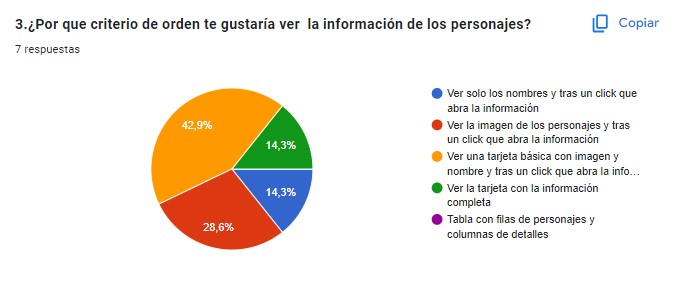 3.¿Por que criterio de orden te gustaría ver  la información de los personajes?
Copiar
7 respuestas
42,9%
14,3%
14,3%
28,6%
Ver solo los nombres y tras un click que
abra la información
Ver la imagen de los personajes y tras
un click que abra la información
Ver una tarjeta básica con imagen y
nombre y tras un click que abra la info…
Ver la tarjeta con la información
completa
Tabla con filas de personajes y
columnas de detalles